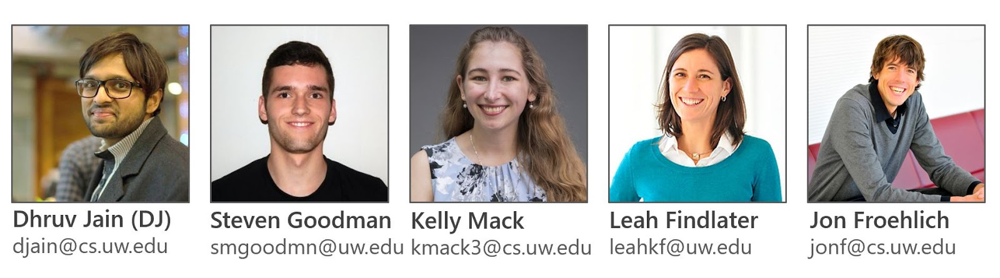 Dhruv Jain (DJ)
djain@cs.uw.edu
Steven Goodman
smgoodmn@uw.edu
Kelly Mack
kmack3@cs.uw.edu
Leah Findlater
leahkf@uw.edu
Jon Froehlich
jonf@cs.uw.edu